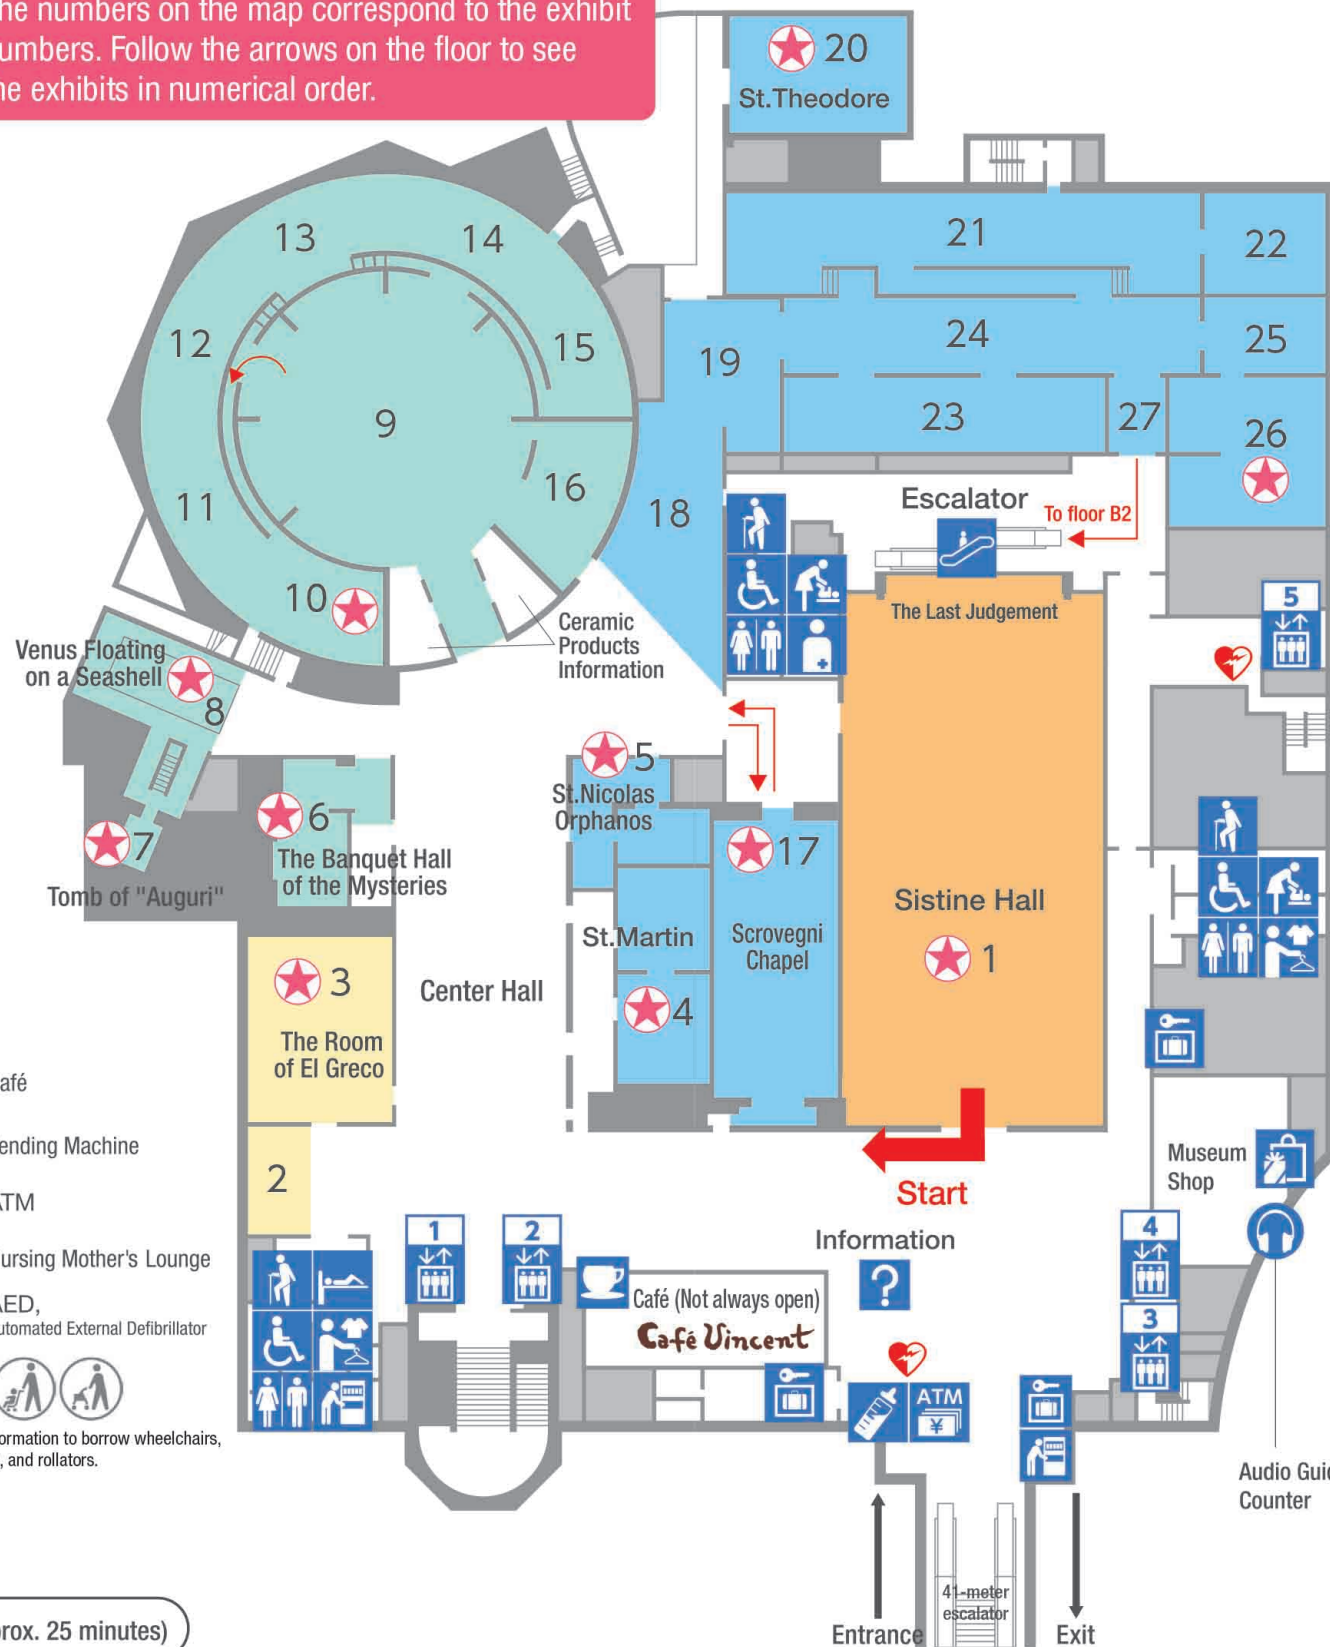 he numbers on the map correspond to the exhibit
umbers. Follow the arrows on the floor to see
he exhibits in numerical order.
20
St.Theodore
13
14
21
22
12
15
19
24
25
9
23
27
26
11
16
18
Escalator
To floor B2
10
The Last Judgement
5
Ceramic
Products
Information
Venus Floating
on a Seashell
8
5
St.Nicolas
Orphanos
6
The Banquet Hall
of the Mysteries
7
Tomb of "Auguri"
17
Scrovegni
Chapel
Sistine Hall
1
St.Martin
4
3
The Room
of El Greco
Center Hall
afé
ending Machine
ATM
ursing Mother's Lounge
AED,
utomated External Defibrillator
ormation to borrow wheelchairs,
, and rollators.
2
Start
Museum
Shop
1
2
4
3
Information
?
Café (Not always open)
Café Vincent
ATM
¥
Audio Guid
Counter
41-meter
escalator
Entrance
Exit
rox. 25 minutes)